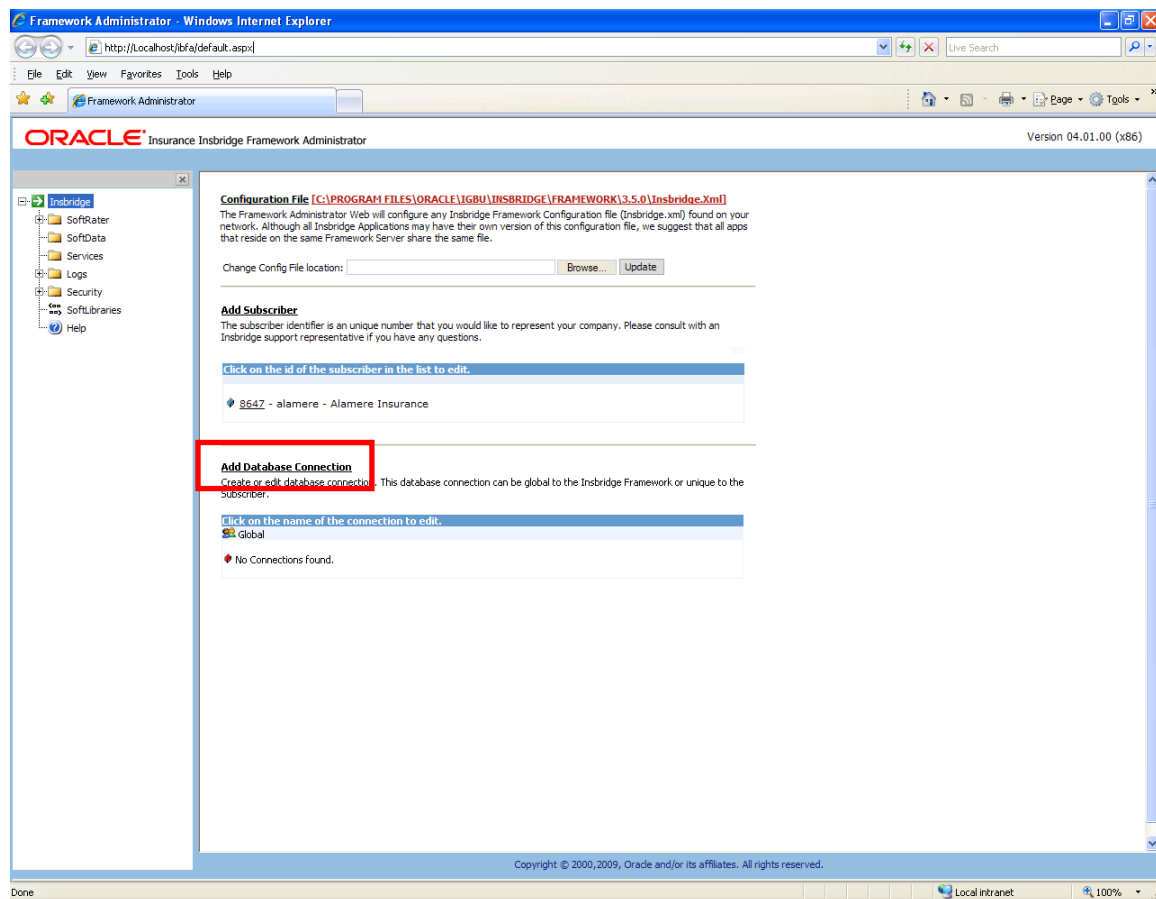 Framework Administrator - Windows Internet Explorer
http://Localhost/ibfa/default.aspx
Live Search
File Edit View Favorites Tools Help
Framework Administrator
Page Tools
ORACLE Insurance Insbridge Framework Administrator
Version 04.01.00 (x86)
Insbridge
SoftRater
SoftData
Services
Logs
Security
SoftLibraries
Help
Configuration File [C:\PROGRAM FILES\ORACLE\IGBU\INSBRIDGE\FRAMEWORK\3.5.0\Insbridge.Xml]
The Framework Administrator Web will configure any Insbridge Framework Configuration file (Insbridge.xml) found on your
network. Although all Insbridge Applications may have their own version of this configuration file, we suggest that all apps
that reside on the same Framework Server share the same file.
Change Config File location: Browse... Update
Add Subscriber
The subscriber identifier is an unique number that you would like to represent your company. Please consult with an
Insbridge support representative if you have any questions.
Click on the id of the subscriber in the list to edit.
8647 - alamere - Alamere Insurance
Add Database Connection
Create or edit database connection. This database connection can be global to the Insbridge Framework or unique to the
Subscriber.
Click on the name of the connection to edit.
Global
No Connections found.
Copyright © 2000,2009, Oracle and/or its affiliates. All rights reserved.
Done
Local intranet
100%